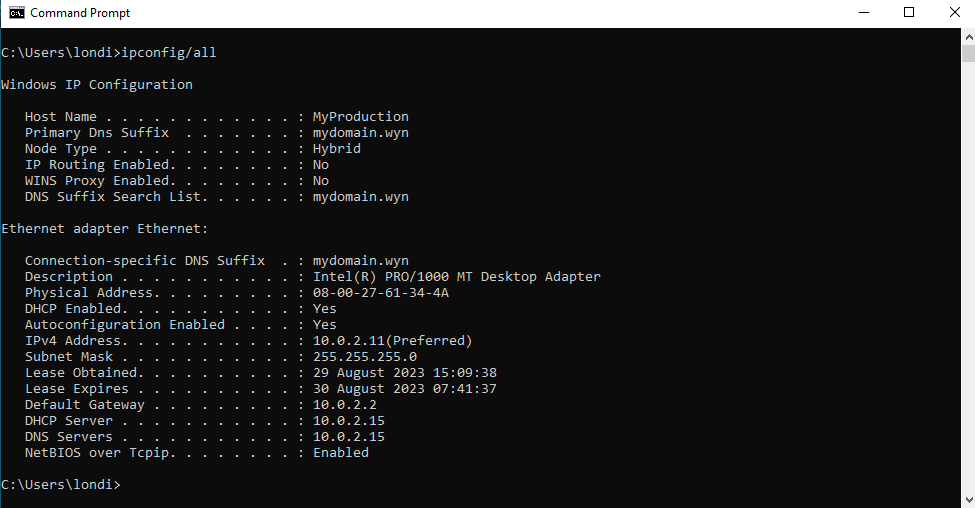 Command Prompt
C:\Users\londi>ipconfig/all
Windows IP Configuration
Host Name . . . . . . . . . . . . : MyProduction
Primary Dns Suffix  . . . . . . . : mydomain.wyn
Node Type . . . . . . . . . . . . : Hybrid
IP Routing Enabled. . . . . . . . : No
WINS Proxy Enabled. . . . . . . . : No
DNS Suffix Search List. . . . . . : mydomain.wyn
Ethernet adapter Ethernet:
Connection-specific DNS Suffix  . : mydomain.wyn
Description . . . . . . . . . . . : Intel(R) PRO/1000 MT Desktop Adapter
Physical Address. . . . . . . . . : 08-00-27-61-34-4A
DHCP Enabled. . . . . . . . . . . : Yes
Autoconfiguration Enabled . . . . : Yes
IPv4 Address. . . . . . . . . . . : 10.0.2.11(Preferred)
Subnet Mask . . . . . . . . . . . : 255.255.255.0
Lease Obtained. . . . . . . . . . : 29 August 2023 15:09:38
Lease Expires . . . . . . . . . . : 30 August 2023 07:41:37
Default Gateway . . . . . . . . . : 10.0.2.2
DHCP Server . . . . . . . . . . . : 10.0.2.15
DNS Servers . . . . . . . . . . . : 10.0.2.15
NetBIOS over Tcpip. . . . . . . . : Enabled
C:\Users\londi>